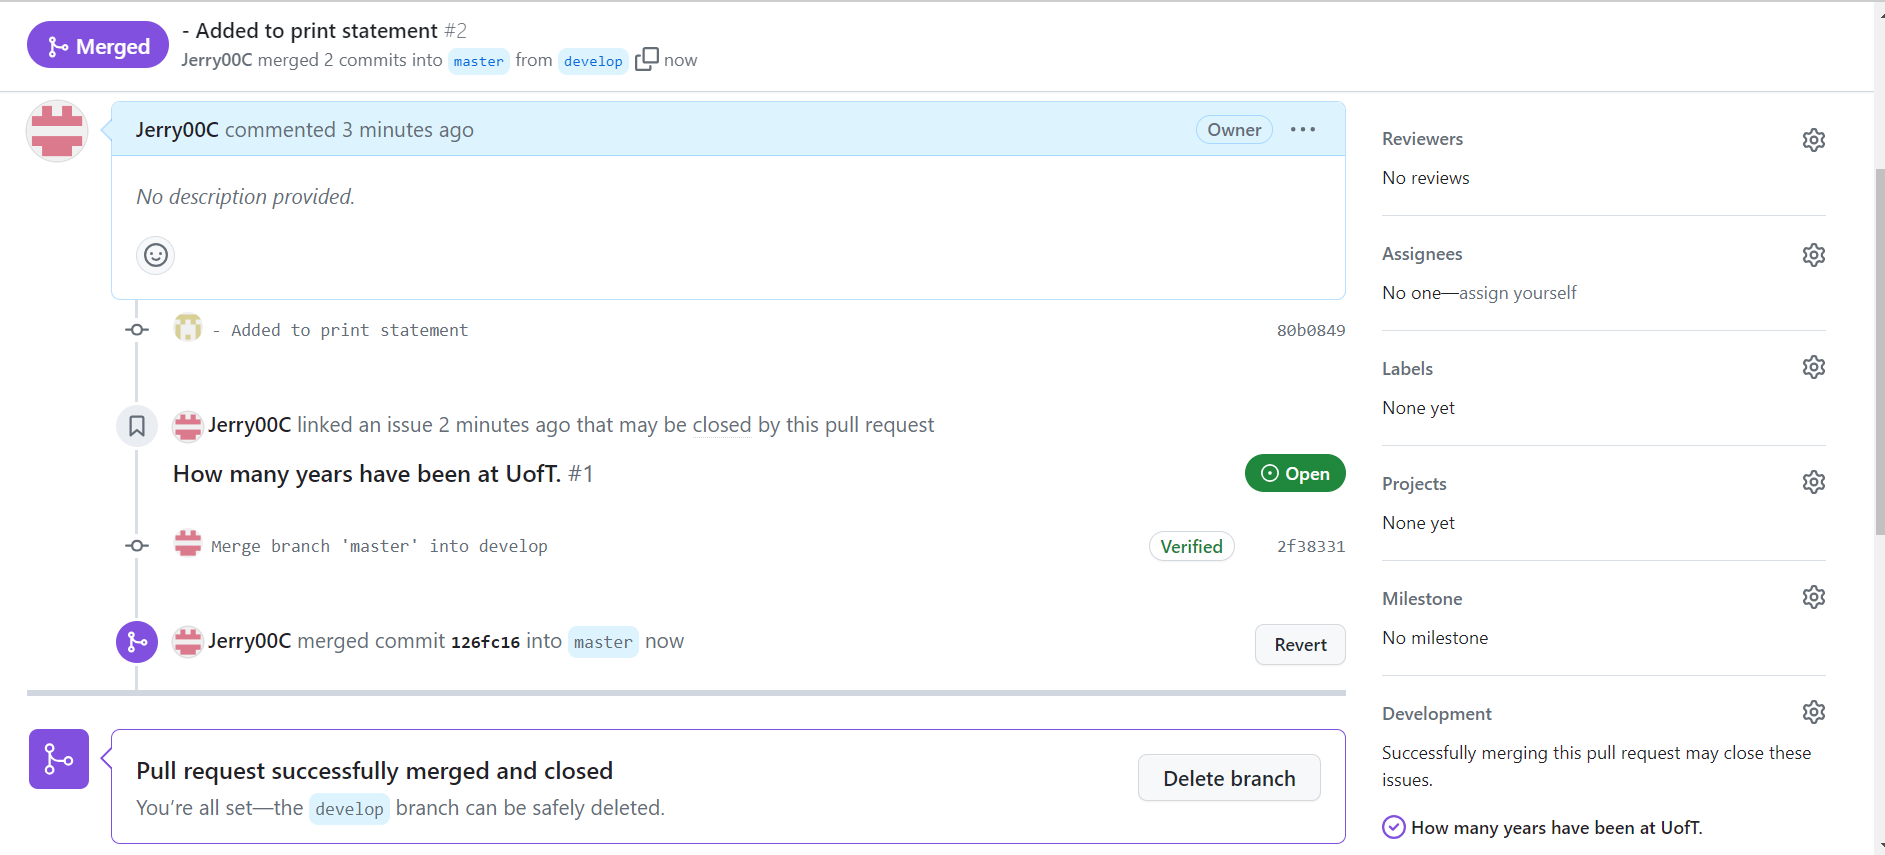 Merged
- Added to print statement #2
Jerry00C merged 2 commits into master from develop now
Jerry00C commented 3 minutes ago
Owner
No description provided.
- Added to print statement
80b0849
Jerry00C linked an issue 2 minutes ago that may be closed by this pull request
How many years have been at UofT. #1
Open
Merge branch 'master' into develop
Verified
2f38331
Jerry00C merged commit 126fc16 into master now
Revert
Pull request successfully merged and closed
You’re all set—the develop branch can be safely deleted.
Delete branch
Reviewers
No reviews
Assignees
No one—assign yourself
Labels
None yet
Projects
None yet
Milestone
No milestone
Development
Successfully merging this pull request may close these
issues.
How many years have been at UofT.